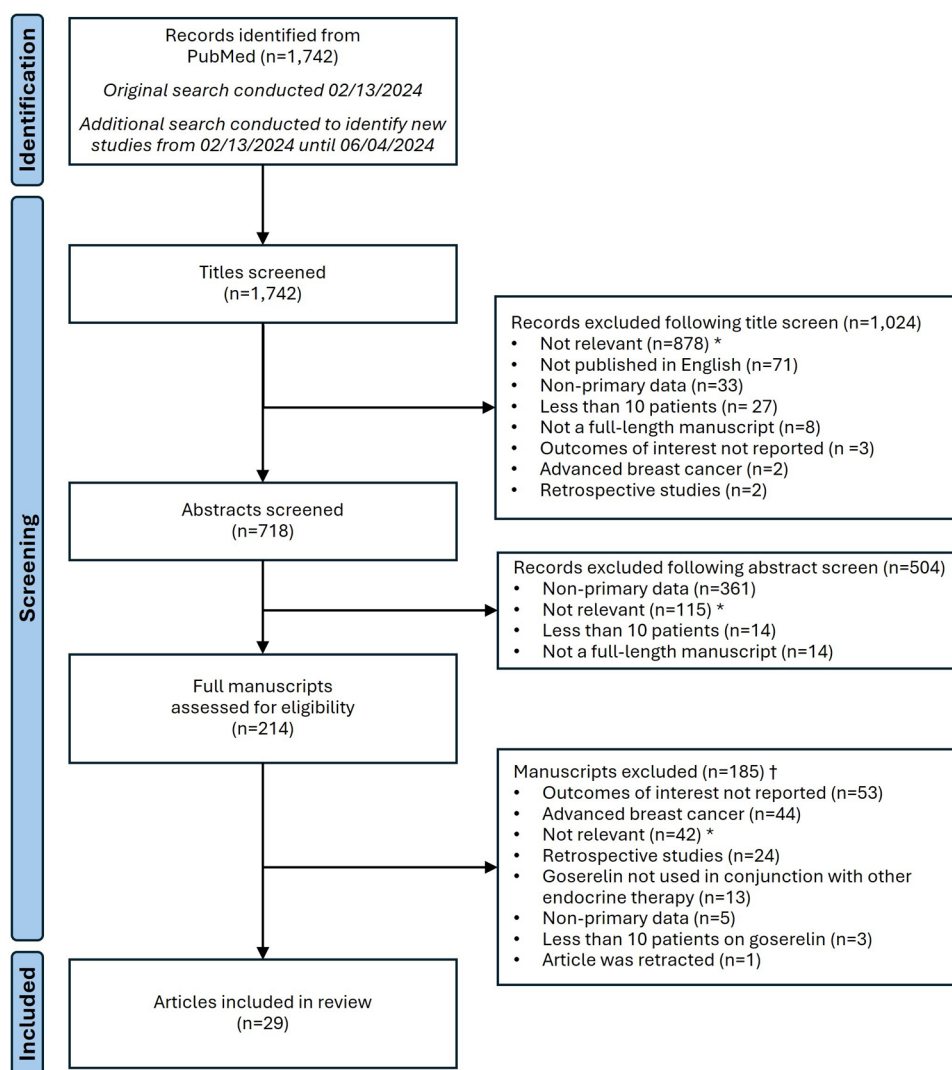 Identification
Records identified from
PubMed (n=1,742)
Original search conducted 02/13/2024
Additional search conducted to identify new
studies from 02/13/2024 until 06/04/2024
Screening
Titles screened
(n=1,742)
Records excluded following title screen (n=1,024)
• Not relevant (n=878) *
• Not published in English (n=71)
• Non-primary data (n=33)
• Less than 10 patients (n= 27)
• Not a full-length manuscript (n=8)
• Outcomes of interest not reported (n =3)
• Advanced breast cancer (n=2)
• Retrospective studies (n=2)
Abstracts screened
(n=718)
Records excluded following abstract screen (n=504)
• Non-primary data (n=361)
• Not relevant (n=115) *
• Less than 10 patients (n=14)
• Not a full-length manuscript (n=14)
Full manuscripts
assessed for eligibility
(n=214)
Manuscripts excluded (n=185) †
• Outcomes of interest not reported (n=53)
• Advanced breast cancer (n=44)
• Not relevant (n=42) *
• Retrospective studies (n=24)
• Goserelin not used in conjunction with other
endocrine therapy (n=13)
• Non-primary data (n=5)
• Less than 10 patients on goserelin (n=3)
• Article was retracted (n=1)
Included
Articles included in review
(n=29)